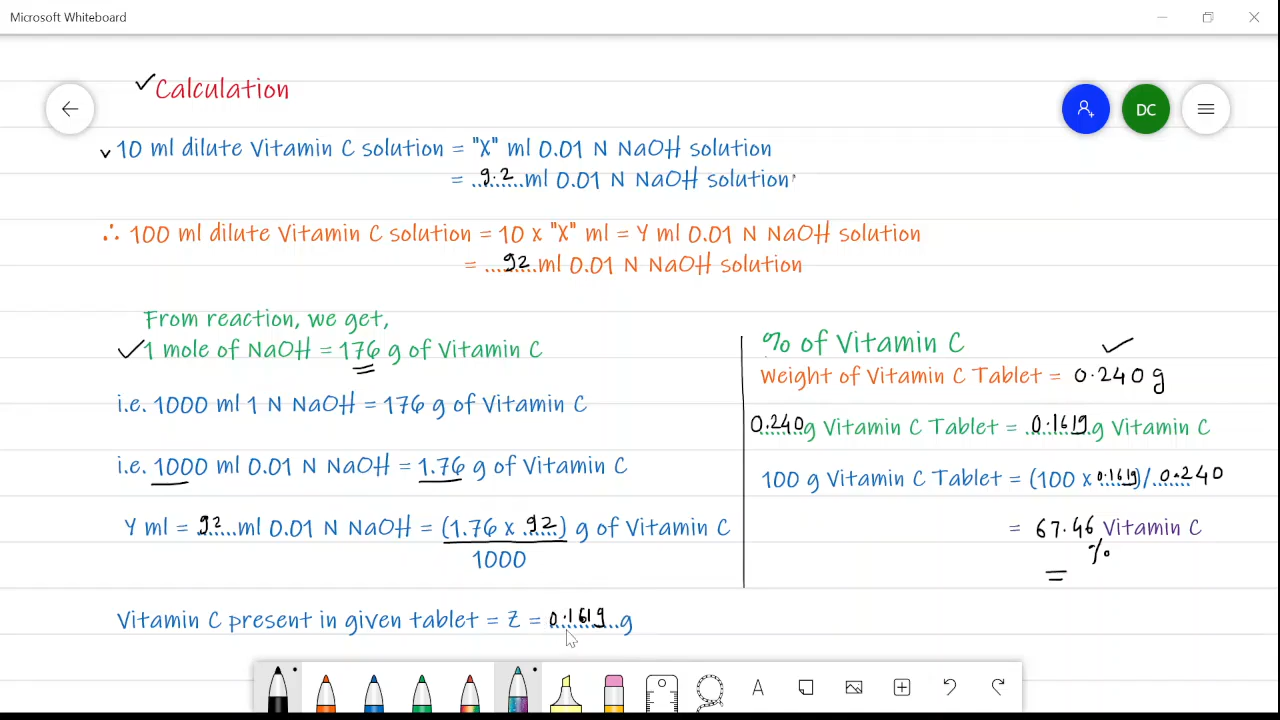 Microsoft Whiteboard
Calculation
10 ml dilute Vitamin C solution = "X" ml 0.01 N NaOH solution
= ..9.2...ml 0.01 N NaOH solution
DC
∴ 100 ml dilute Vitamin C solution = 10 x "X" ml = Y ml 0.01 N NaOH solution
= ...92...ml 0.01 N NaOH solution
From reaction, we get,
1 mole of NaOH = 176 g of Vitamin C
i.e. 1000 ml 1 N NaOH = 176 g of Vitamin C
i.e. 1000 ml 0.01 N NaOH = 1.76 g of Vitamin C
Y ml = ..92...ml 0.01 N NaOH = (1.76 x ..92..) g of Vitamin C
1000
Vitamin C present in given tablet = Z = ..0.1619..g
% of Vitamin C
Weight of Vitamin C Tablet = 0.240 g
0.240g Vitamin C Tablet = ..0.1619..g Vitamin C
100 g Vitamin C Tablet = (100 x ..0.1619..)/..0.240
= 67.46 Vitamin C
%
A